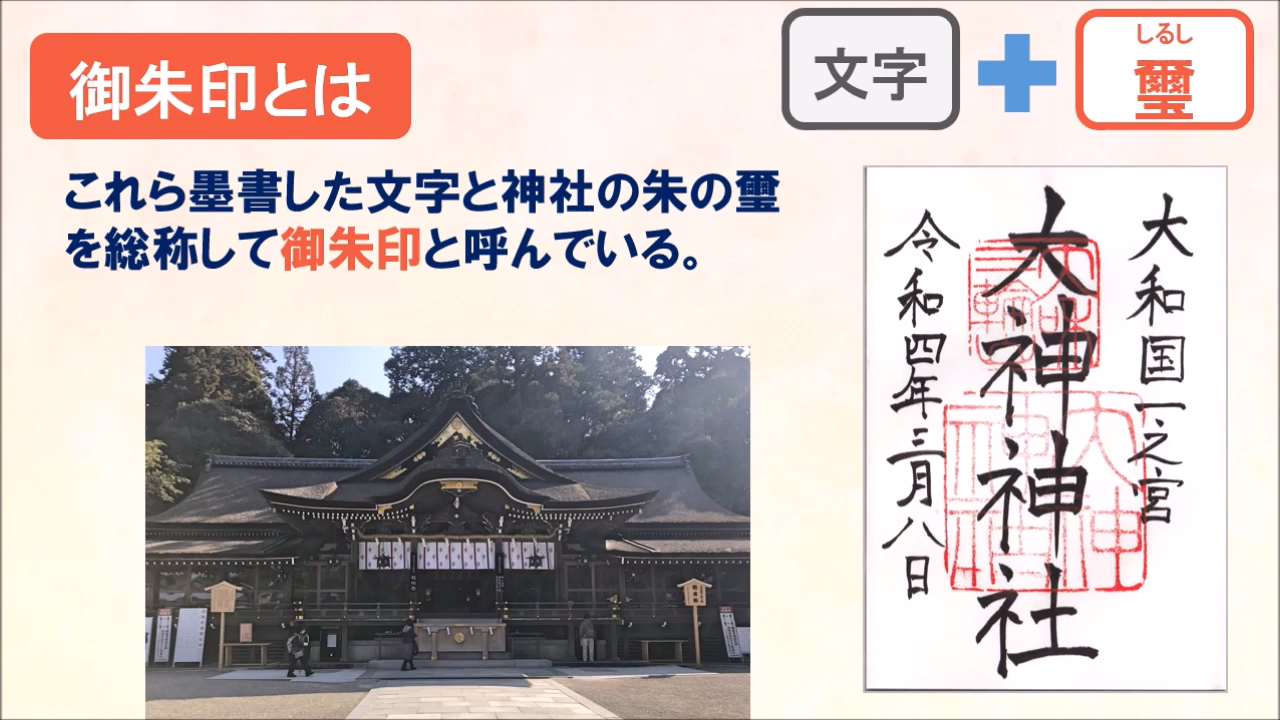 御朱印とは
文字
しるし
璽
これら墨書した文字と神社の朱の璽
を総称して御朱印と呼んでいる。
大和国一之宮
大神神社
令和四年三月八日